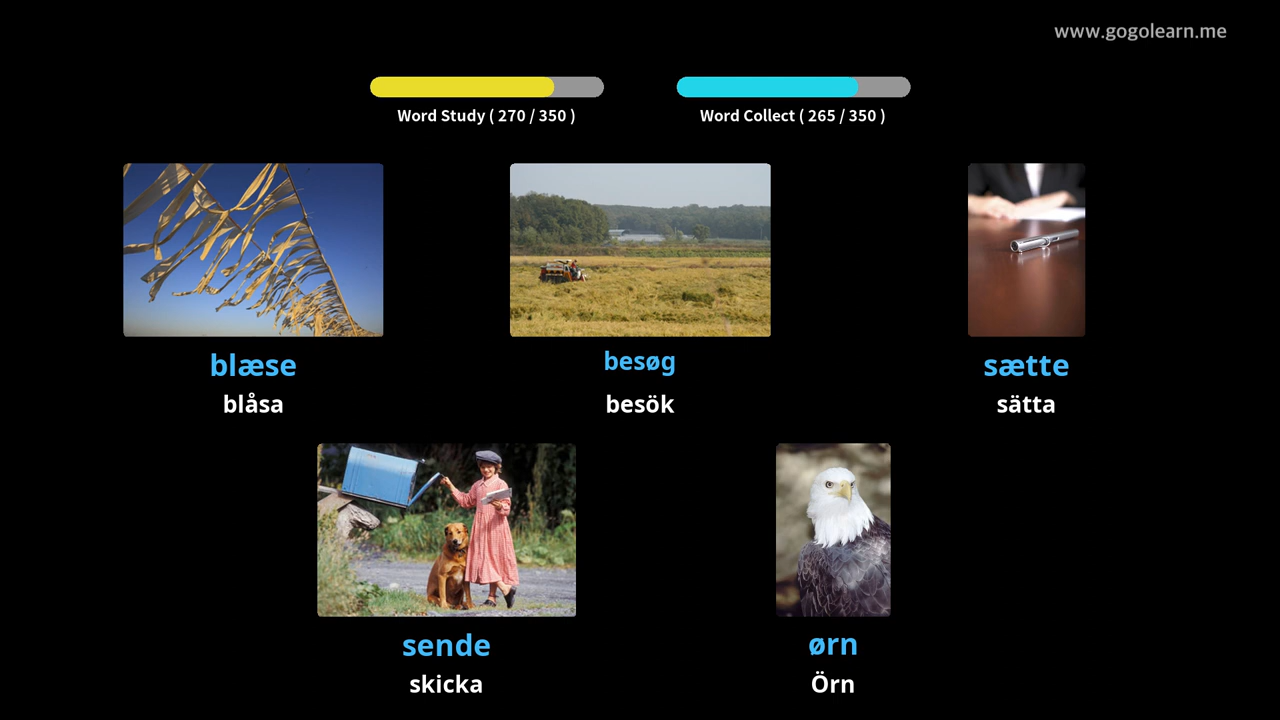 www.gogolearn.me
Word Study ( 270 / 350 )
Word Collect ( 265 / 350 )
blæse
blåsa
besøg
besök
sætte
sätta
sende
skicka
ørn
Örn